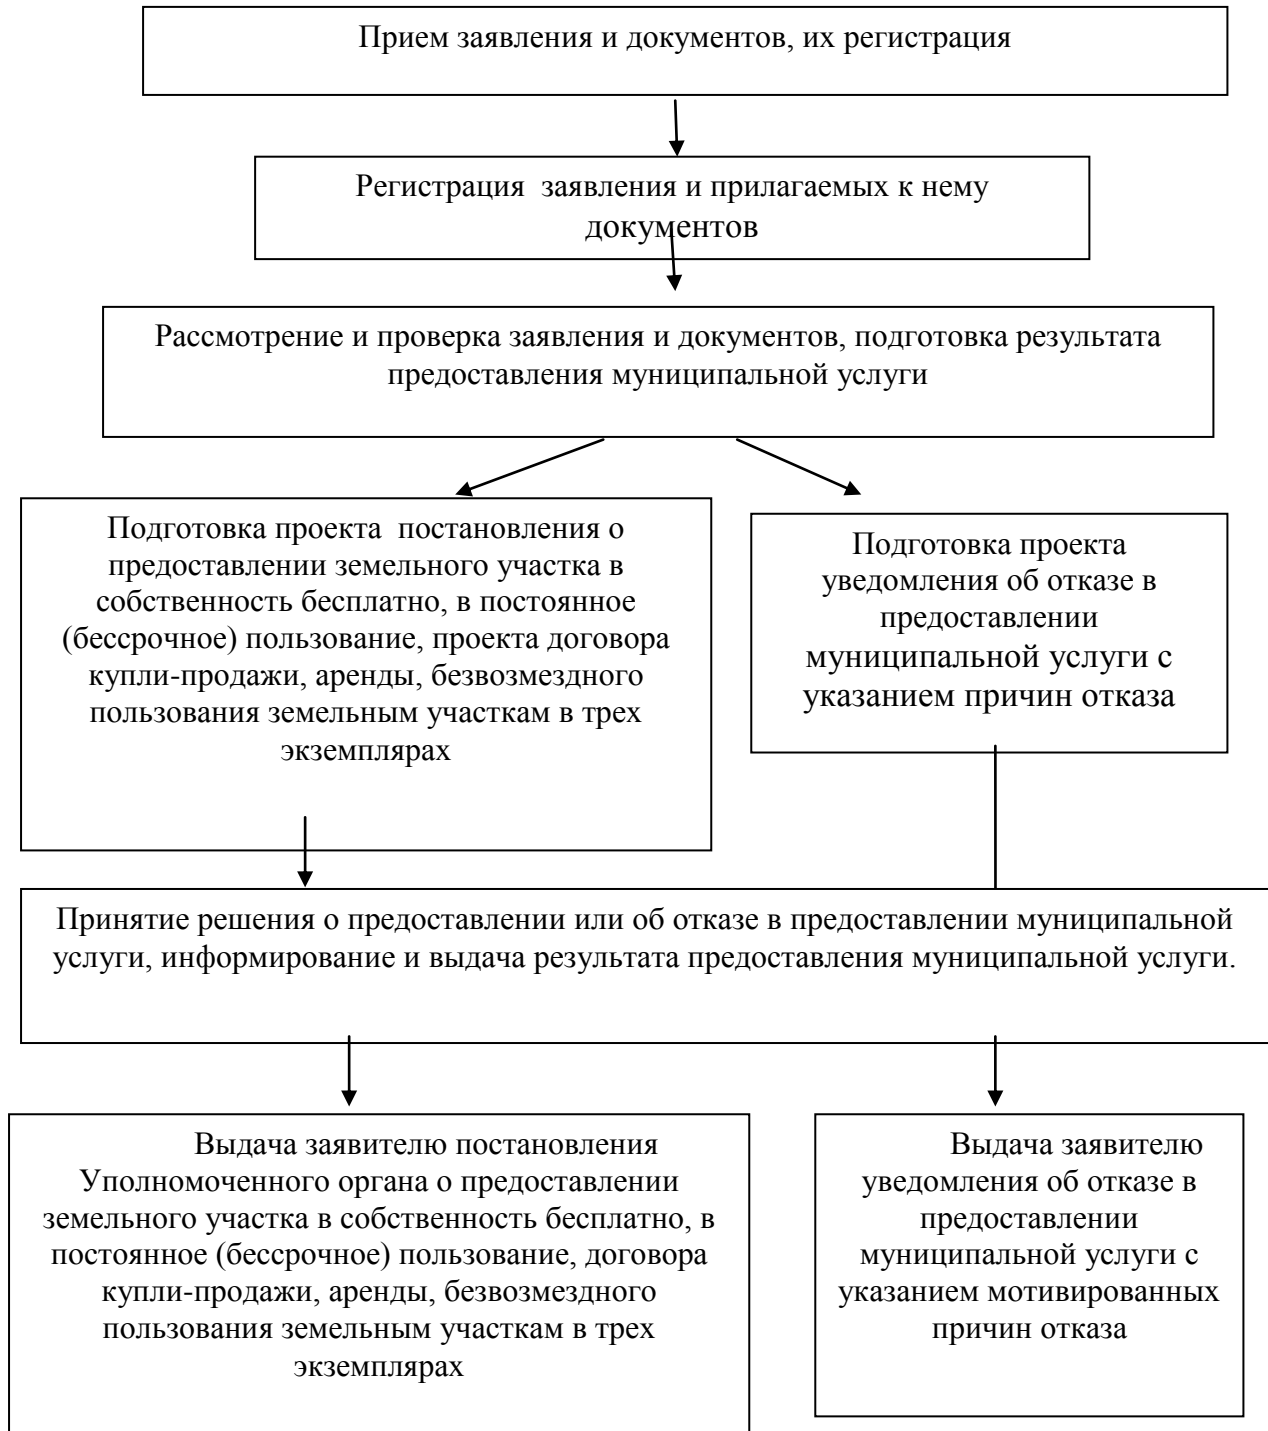 Прием заявления и документов, их регистрация
Регистрация заявления и прилагаемых к нему
документов
Рассмотрение и проверка заявления и документов, подготовка результата
предоставления муниципальной услуги
Подготовка проекта постановления о
предоставлении земельного участка в
собственность бесплатно, в постоянное
(бессрочное) пользование, проекта договора
купли-продажи, аренды, безвозмездного
пользования земельным участкам в трех
экземплярах
Подготовка проекта
уведомления об отказе в
предоставлении
муниципальной услуги с
указанием причин отказа
Принятие решения о предоставлении или об отказе в предоставлении муниципальной
услуги, информирование и выдача результата предоставления муниципальной услуги.
Выдача заявителю постановления
Уполномоченного органа о предоставлении
земельного участка в собственность бесплатно, в
постоянное (бессрочное) пользование, договора
купли-продажи, аренды, безвозмездного
пользования земельным участкам в трех
экземплярах
Выдача заявителю
уведомления об отказе в
предоставлении
муниципальной услуги с
указанием мотивированных
причин отказа